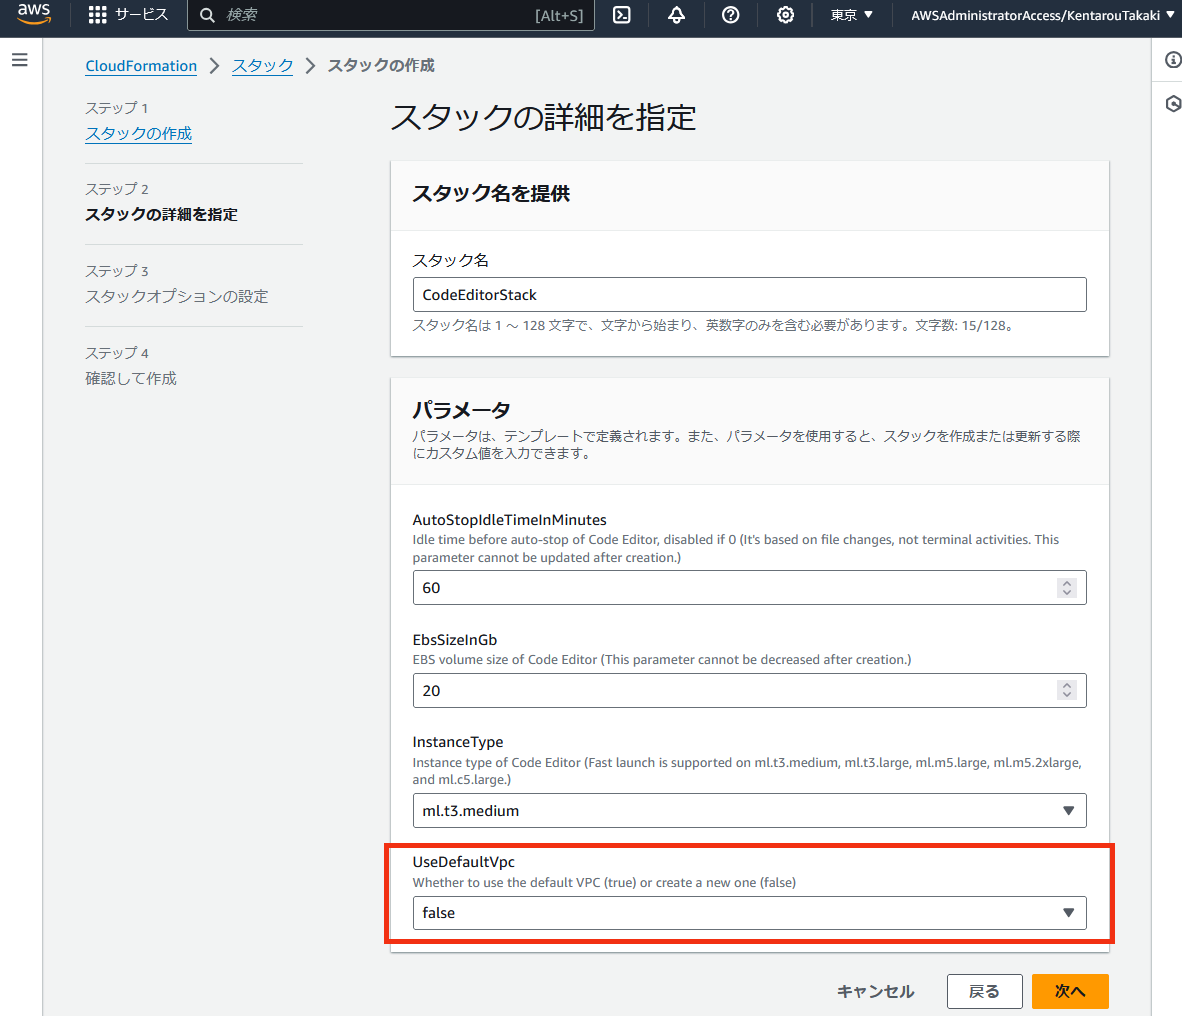 aws
サービス
検索
[Alt+S]
東京 ▼
AWSAdministratorAccess/KentarouTakaki ▼
CloudFormation
スタック
スタックの作成
ステップ 1
スタックの作成
ステップ 2
スタックの詳細を指定
ステップ 3
スタックオプションの設定
ステップ 4
確認して作成
スタックの詳細を指定
スタック名を提供
スタック名
CodeEditorStack
スタック名は 1 ～ 128 文字で、文字から始まり、英数字のみを含む必要があります。文字数: 15/128。
パラメータ
パラメータは、テンプレートで定義されます。また、パラメータを使用すると、スタックを作成または更新する際
にカスタム値を入力できます。
AutoStopIdleTimeInMinutes
Idle time before auto-stop of Code Editor, disabled if 0 (It's based on file changes, not terminal activities. This
parameter cannot be updated after creation.)
60
EbsSizeInGb
EBS volume size of Code Editor (This parameter cannot be decreased after creation.)
20
InstanceType
Instance type of Code Editor (Fast launch is supported on ml.t3.medium, ml.t3.large, ml.m5.large, ml.m5.2xlarge,
and ml.c5.large.)
ml.t3.medium
UseDefaultVpc
Whether to use the default VPC (true) or create a new one (false)
false
キャンセル
戻る
次へ